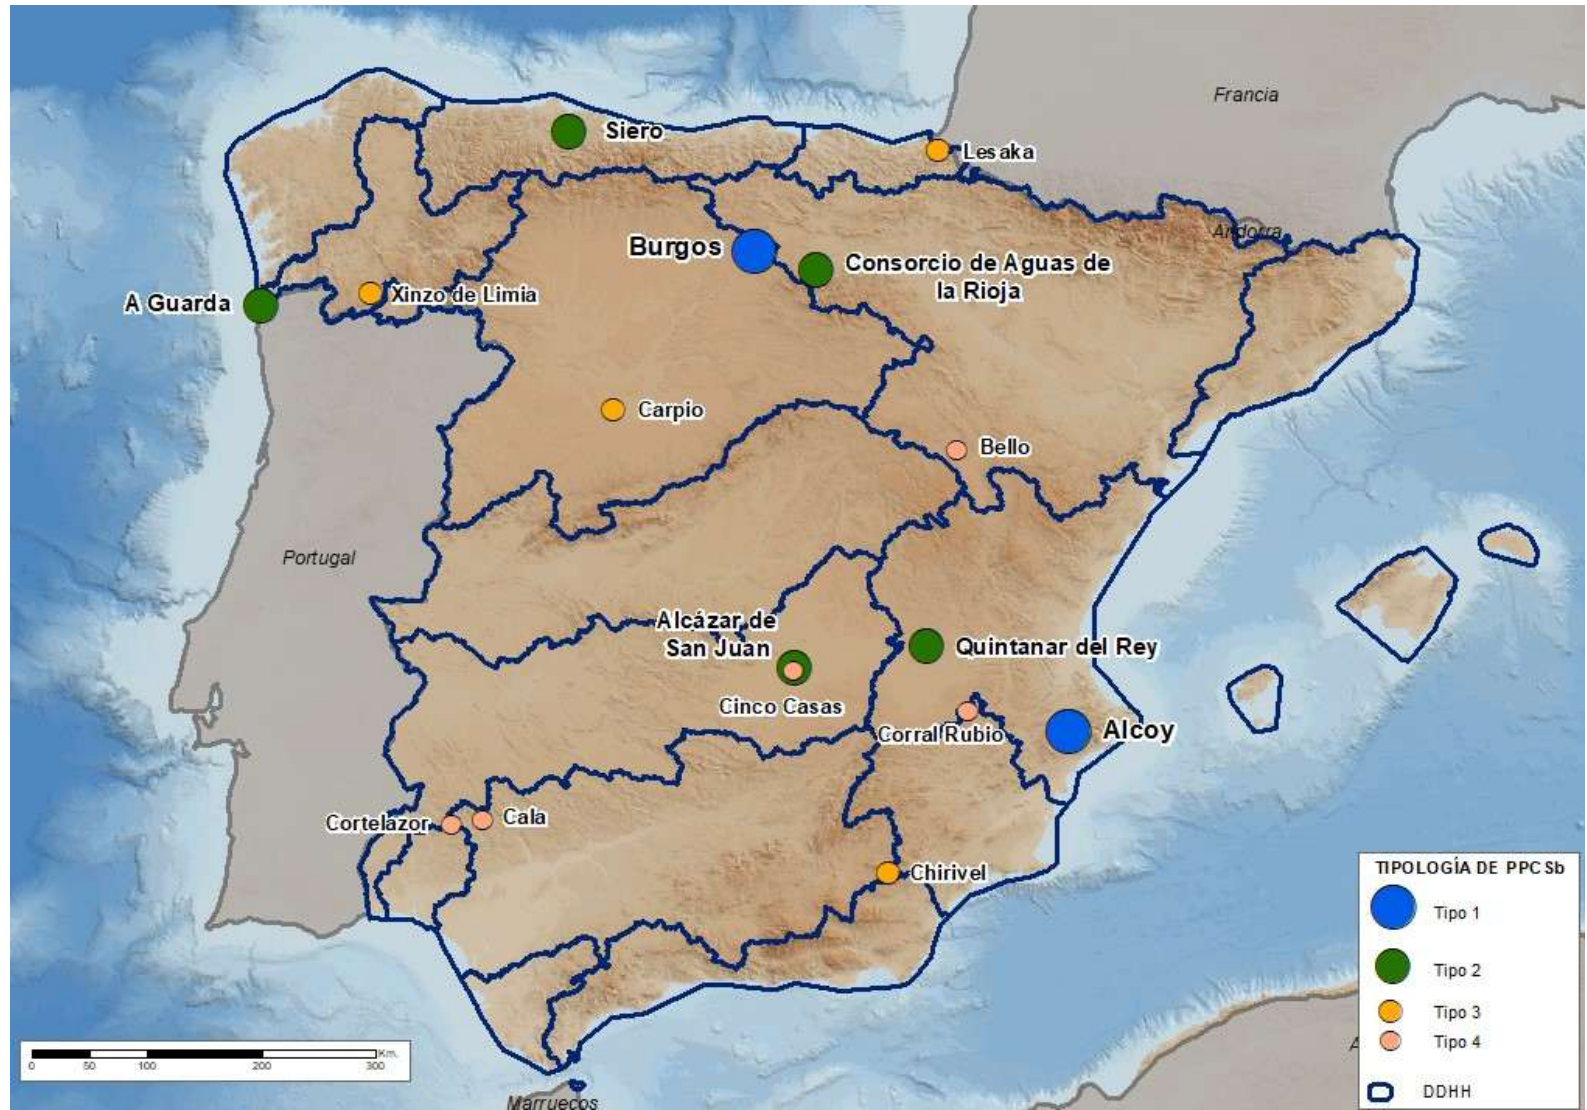 Francia
Siero
Lesaka
Andorra
Burgos
Consorcio de Aguas de
la Rioja
A Guarda
Xinzo de Limia
Carpio
Bello
Portugal
Alcázar de
San Juan
Quintanar del Rey
Cinco Casas
Corral Rubio
Alcoy
Cortelazor
Cala
Chirivel
TIPOLOGÍA DE PPCSb
Tipo 1
Tipo 2
Tipo 3
Tipo 4
DDHH
Km.
0 50 100 200 300
Marruecos
A